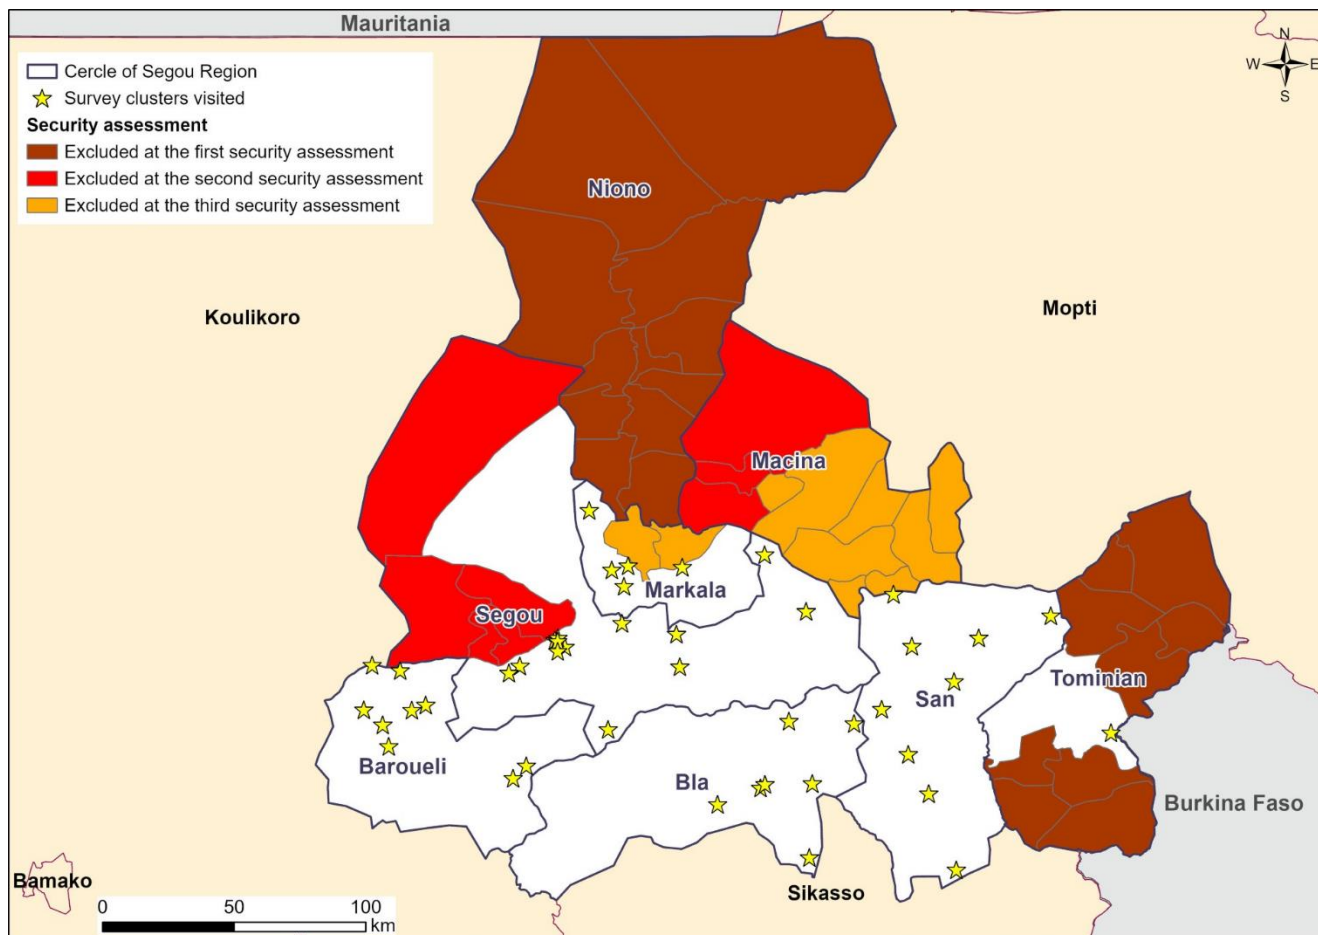 Mauritania
N
W E
S
Cercle of Segou Region
Survey clusters visited
Security assessment
Excluded at the first security assessment
Excluded at the second security assessment
Excluded at the third security assessment
Niono
Koulikoro
Mopti
Macina
Markala
Segou
Tominian
San
Baroueli
Bla
Burkina Faso
Bamako
Sikasso
0 50 100
km